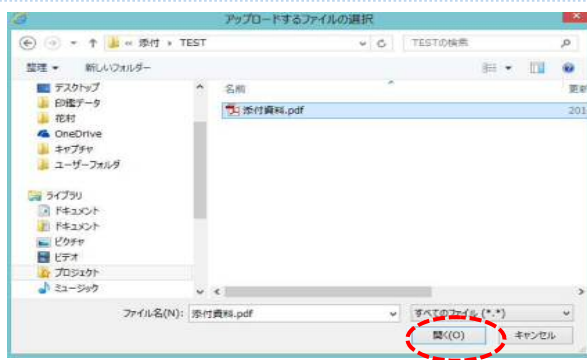 アップロードするファイルの選択
« 添付 › TEST
TESTの検索
整理
新しいフォルダー
名前
更新
デスクトップ
印鑑データ
花村
OneDrive
キャプチャ
ユーザーフォルダ
添付資料.pdf
201
ライブラリ
ドキュメント
ドキュメント
ピクチャ
ビデオ
プロジェクト
ミュージック
ファイル名(N): 添付資料.pdf
すべてのファイル (*.*)
開く(O)
キャンセル